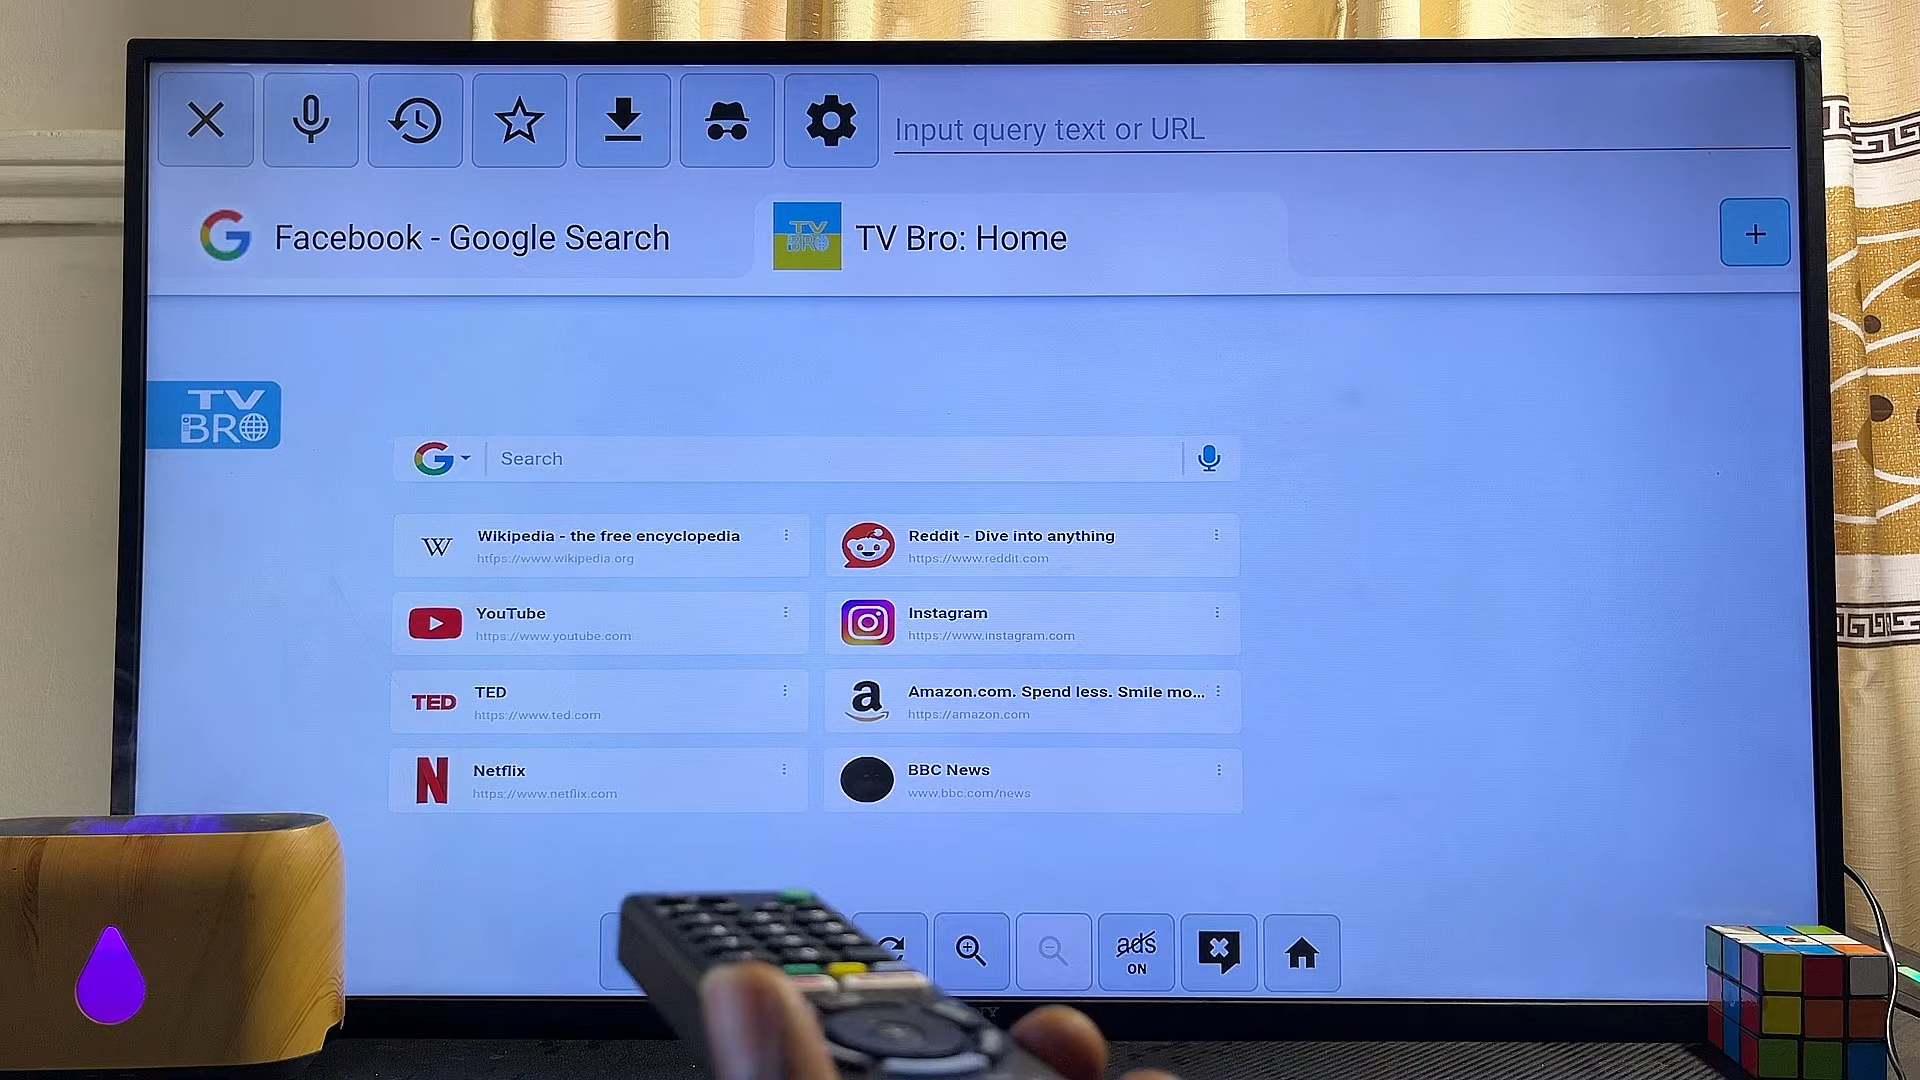 Input query text or URL
Facebook - Google Search
TV BRO
TV Bro: Home
TV
BRO
Search
W
Wikipedia - the free encyclopedia
https://www.wikipedia.org
Reddit - Dive into anything
https://www.reddit.com
YouTube
https://www.youtube.com
Instagram
https://www.instagram.com
TED
TED
https://www.ted.com
a
Amazon.com. Spend less. Smile mo...
https://amazon.com
N
Netflix
https://www.netflix.com
BBC News
www.bbc.com/news
ads
ON